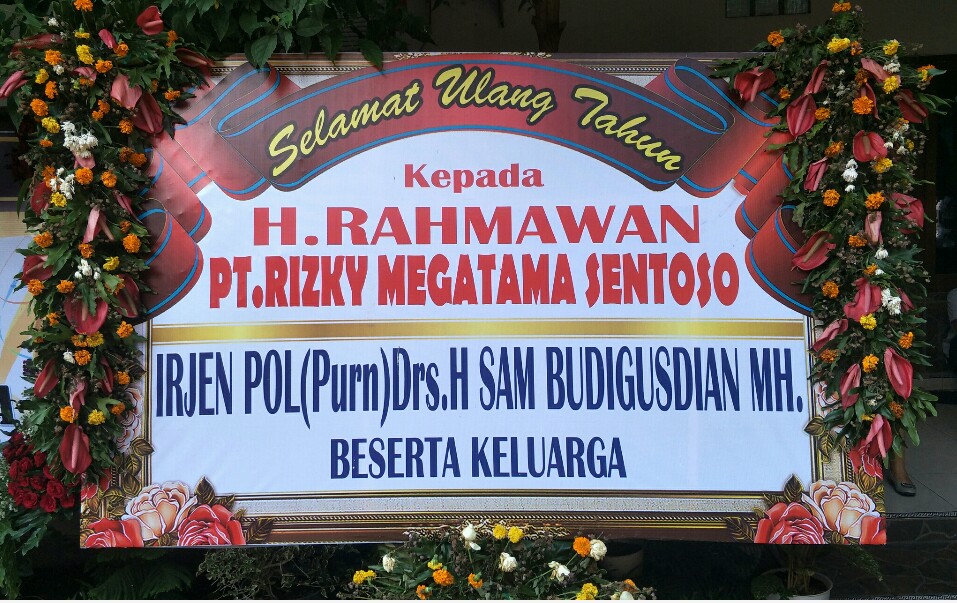 Selamat Ulang Tahun
Kepada
H.RAHMAWAN
PT.RIZKY MEGATAMA SENTOSO
IRJEN POL(Purn)Drs.H SAM BUDIGUSDIAN MH.
BESERTA KELUARGA